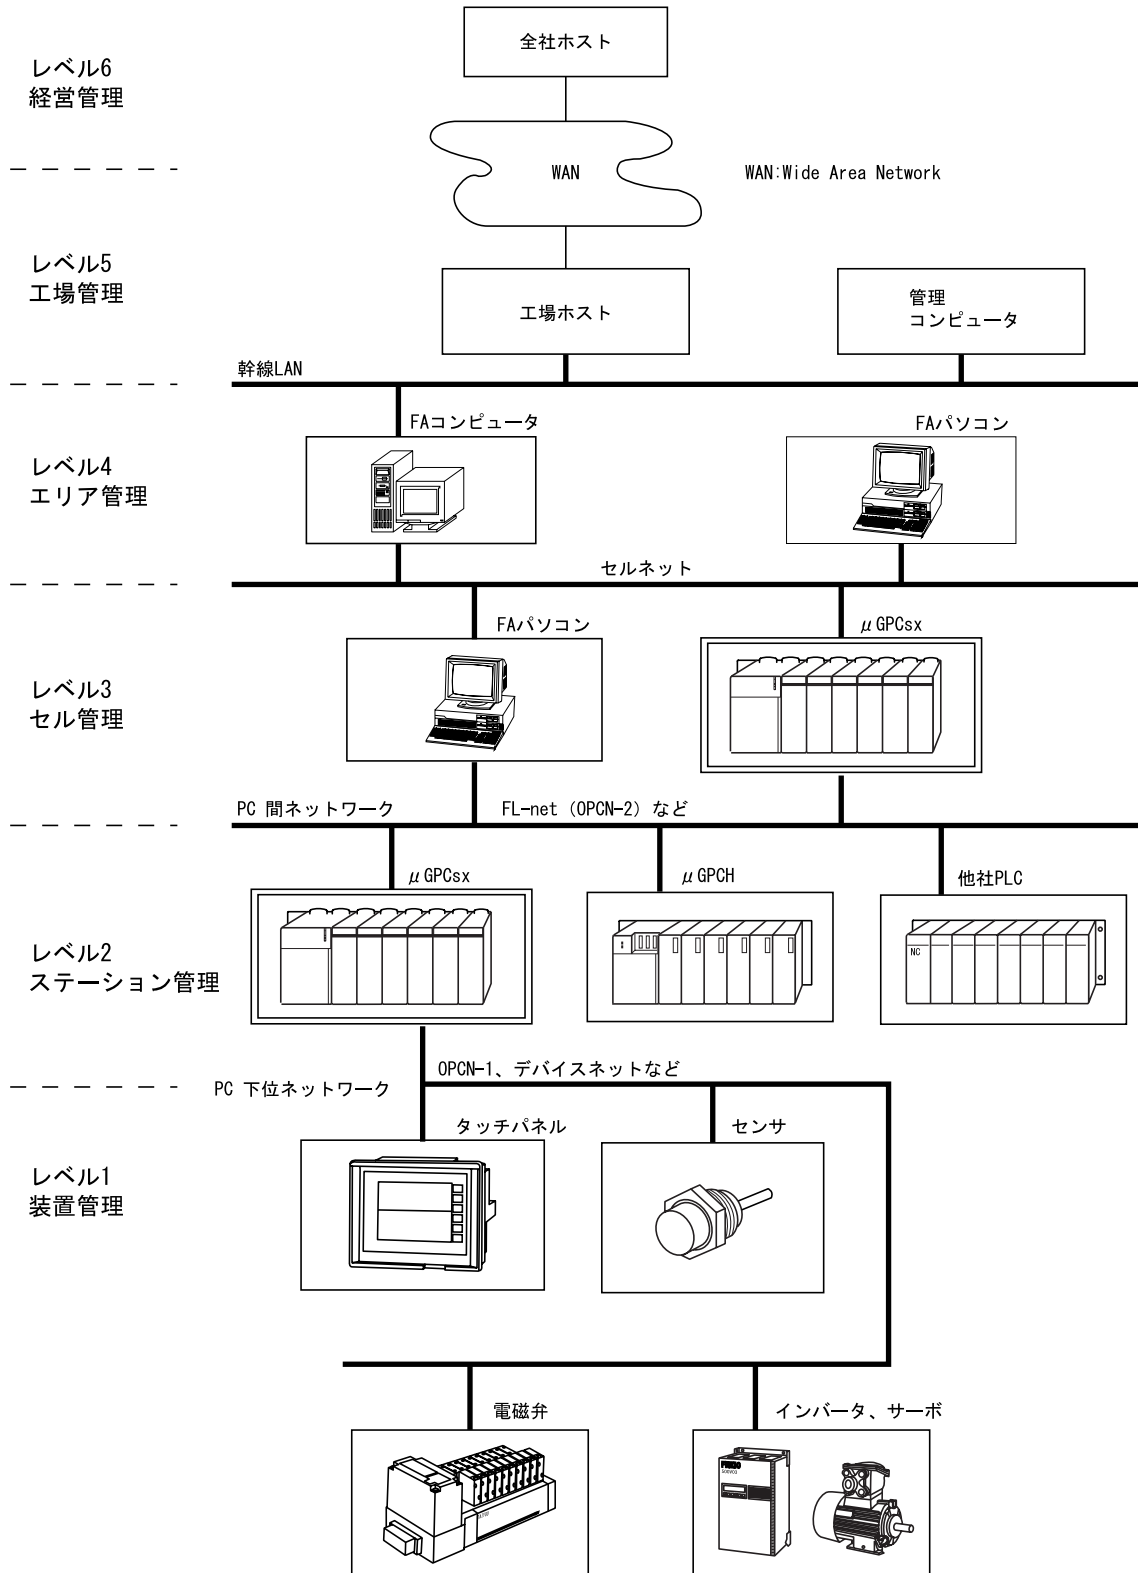 全社ホスト
レベル6
経営管理
WAN
WAN:Wide Area Network
レベル5
工場管理
工場ホスト
管理
コンピュータ
幹線LAN
FAコンピュータ
FAパソコン
レベル4
エリア管理
セルネット
FAパソコン
μGPCsx
レベル3
セル管理
PC 間ネットワーク
FL-net（OPCN-2）など
μGPCsx
μGPCH
他社PLC
NC
レベル2
ステーション管理
OPCN-1、デバイスネットなど
PC 下位ネットワーク
タッチパネル
センサ
レベル1
装置管理
電磁弁
インバータ、サーボ